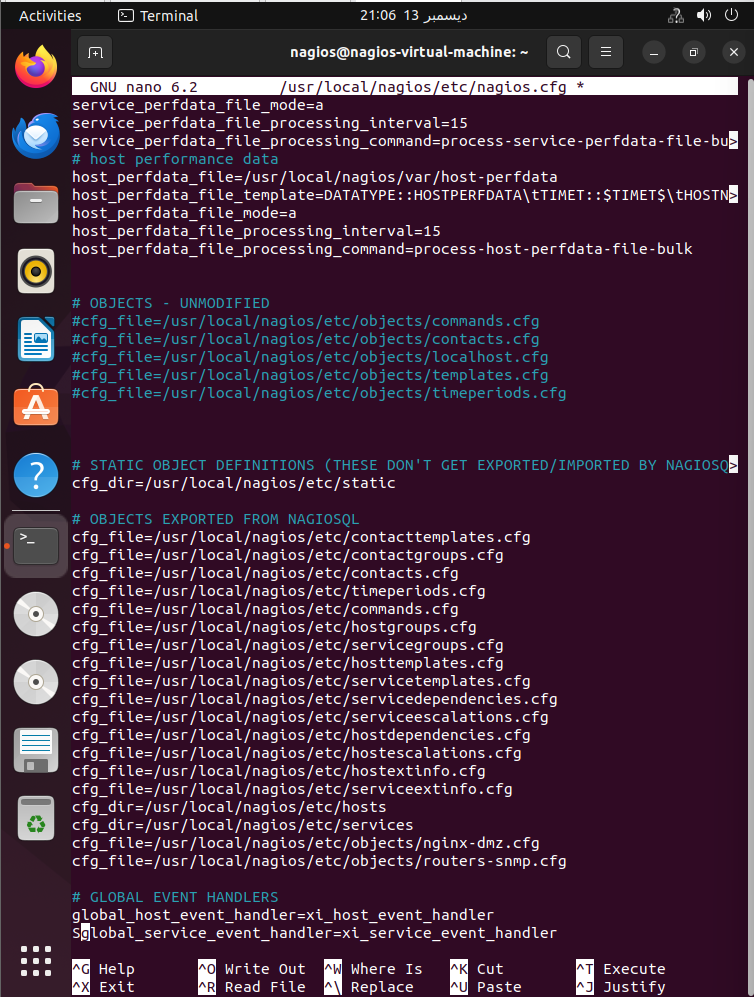 Activities
Terminal
21:06 13 ديسمبر
nagios@nagios-virtual-machine: ~
GNU nano 6.2 /usr/local/nagios/etc/nagios.cfg *
service_perfdata_file_mode=a
service_perfdata_file_processing_interval=15
service_perfdata_file_processing_command=process-service-perfdata-file-bu>
# host performance data
host_perfdata_file=/usr/local/nagios/var/host-perfdata
host_perfdata_file_template=DATATYPE::HOSTPERFDATA\tTIMET::$TIMET$\tHOSTN>
host_perfdata_file_mode=a
host_perfdata_file_processing_interval=15
host_perfdata_file_processing_command=process-host-perfdata-file-bulk
# OBJECTS - UNMODIFIED
#cfg_file=/usr/local/nagios/etc/objects/commands.cfg
#cfg_file=/usr/local/nagios/etc/objects/contacts.cfg
#cfg_file=/usr/local/nagios/etc/objects/localhost.cfg
#cfg_file=/usr/local/nagios/etc/objects/templates.cfg
#cfg_file=/usr/local/nagios/etc/objects/timeperiods.cfg
# STATIC OBJECT DEFINITIONS (THESE DON'T GET EXPORTED/IMPORTED BY NAGIOSQ>
cfg_dir=/usr/local/nagios/etc/static
# OBJECTS EXPORTED FROM NAGIOSQL
cfg_file=/usr/local/nagios/etc/contacttemplates.cfg
cfg_file=/usr/local/nagios/etc/contactgroups.cfg
cfg_file=/usr/local/nagios/etc/contacts.cfg
cfg_file=/usr/local/nagios/etc/timeperiods.cfg
cfg_file=/usr/local/nagios/etc/commands.cfg
cfg_file=/usr/local/nagios/etc/hostgroups.cfg
cfg_file=/usr/local/nagios/etc/servicegroups.cfg
cfg_file=/usr/local/nagios/etc/hosttemplates.cfg
cfg_file=/usr/local/nagios/etc/servicetemplates.cfg
cfg_file=/usr/local/nagios/etc/servicedependencies.cfg
cfg_file=/usr/local/nagios/etc/serviceescalations.cfg
cfg_file=/usr/local/nagios/etc/hostdependencies.cfg
cfg_file=/usr/local/nagios/etc/hostescalations.cfg
cfg_file=/usr/local/nagios/etc/hostextinfo.cfg
cfg_file=/usr/local/nagios/etc/serviceextinfo.cfg
cfg_dir=/usr/local/nagios/etc/hosts
cfg_dir=/usr/local/nagios/etc/services
cfg_file=/usr/local/nagios/etc/objects/nginx-dmz.cfg
cfg_file=/usr/local/nagios/etc/objects/routers-snmp.cfg
# GLOBAL EVENT HANDLERS
global_host_event_handler=xi_host_event_handler
Sglobal_service_event_handler=xi_service_event_handler
^G Help ^O Write Out ^W Where Is ^K Cut ^T Execute
^X Exit ^R Read File ^\ Replace ^U Paste ^J Justify